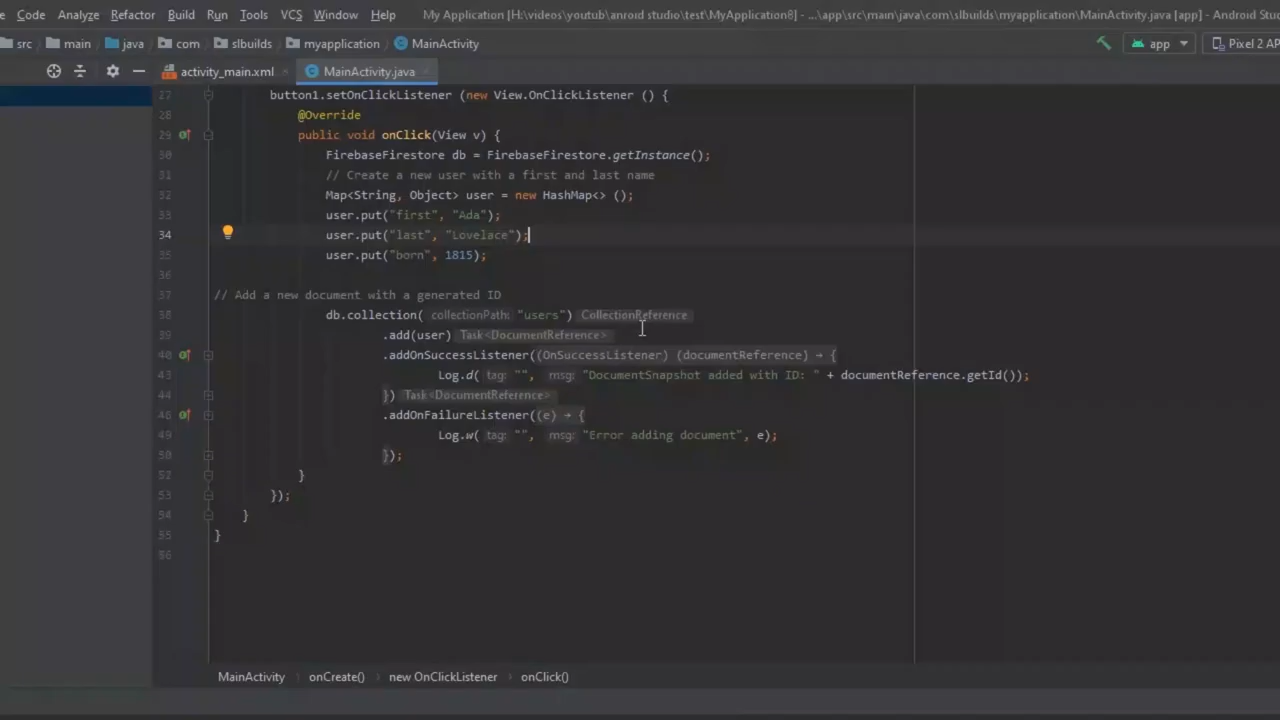 Code Analyze Refactor Build Run Tools VCS Window Help My Application [H:\videos\youtub\anroid studio\test\MyApplication8] - ...\app\src\main\java\com\slbuilds\myapplication\MainActivity.java [app] - Android Stu
src main java com slbuilds myapplication MainActivity app Pixel 2 AP
activity_main.xml MainActivity.java
27 button1.setOnClickListener (new View.OnClickListener () {
28 @Override
29 public void onClick(View v) {
30 FirebaseFirestore db = FirebaseFirestore.getInstance();
31 // Create a new user with a first and last name
32 Map<String, Object> user = new HashMap<> ();
33 user.put("first", "Ada");
34 user.put("last", "Lovelace");
35 user.put("born", 1815);
36
37 // Add a new document with a generated ID
38 db.collection( collectionPath: "users") CollectionReference
39 .add(user) Task<DocumentReference>
40 .addOnSuccessListener((OnSuccessListener) (documentReference) → {
43 Log.d( tag: "", msg: "DocumentSnapshot added with ID: " + documentReference.getId());
44 }) Task<DocumentReference>
46 .addOnFailureListener((e) → {
49 Log.w( tag: "", msg: "Error adding document", e);
50 });
52 }
53 });
54 }
55 }
56
MainActivity onCreate() new OnClickListener onClick()